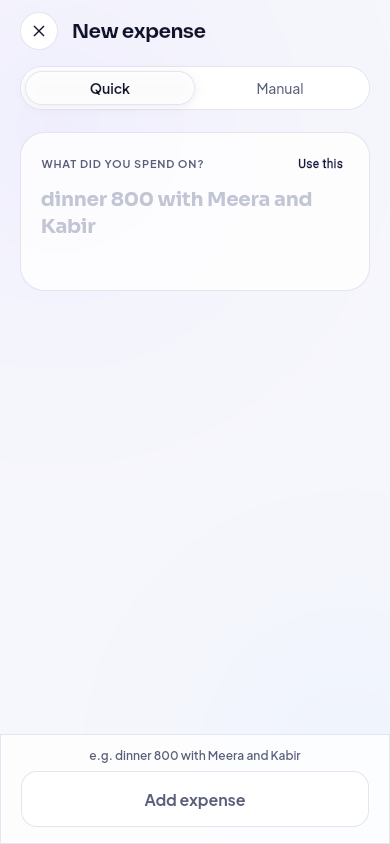 New expense
Quick
Manual
WHAT DID YOU SPEND ON?
Use this
dinner 800 with Meera and
Kabir
e.g. dinner 800 with Meera and Kabir
Add expense